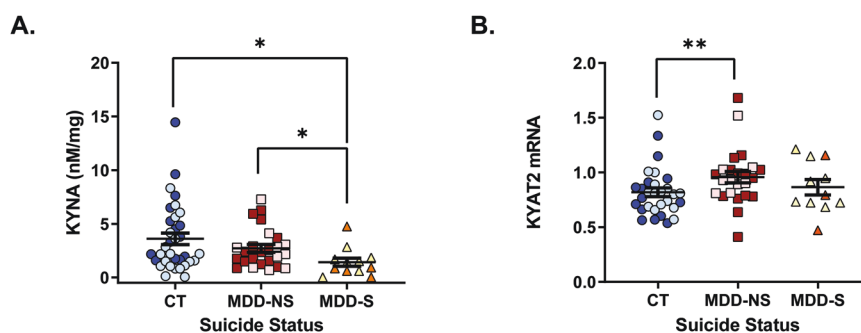 A.
*
*
20
15
10
5
0
KYNA (nM/mg)
CT
MDD-NS
MDD-S
Suicide Status
B.
**
2.0
1.5
1.0
0.5
0.0
KYAT2 mRNA
CT
MDD-NS
MDD-S
Suicide Status